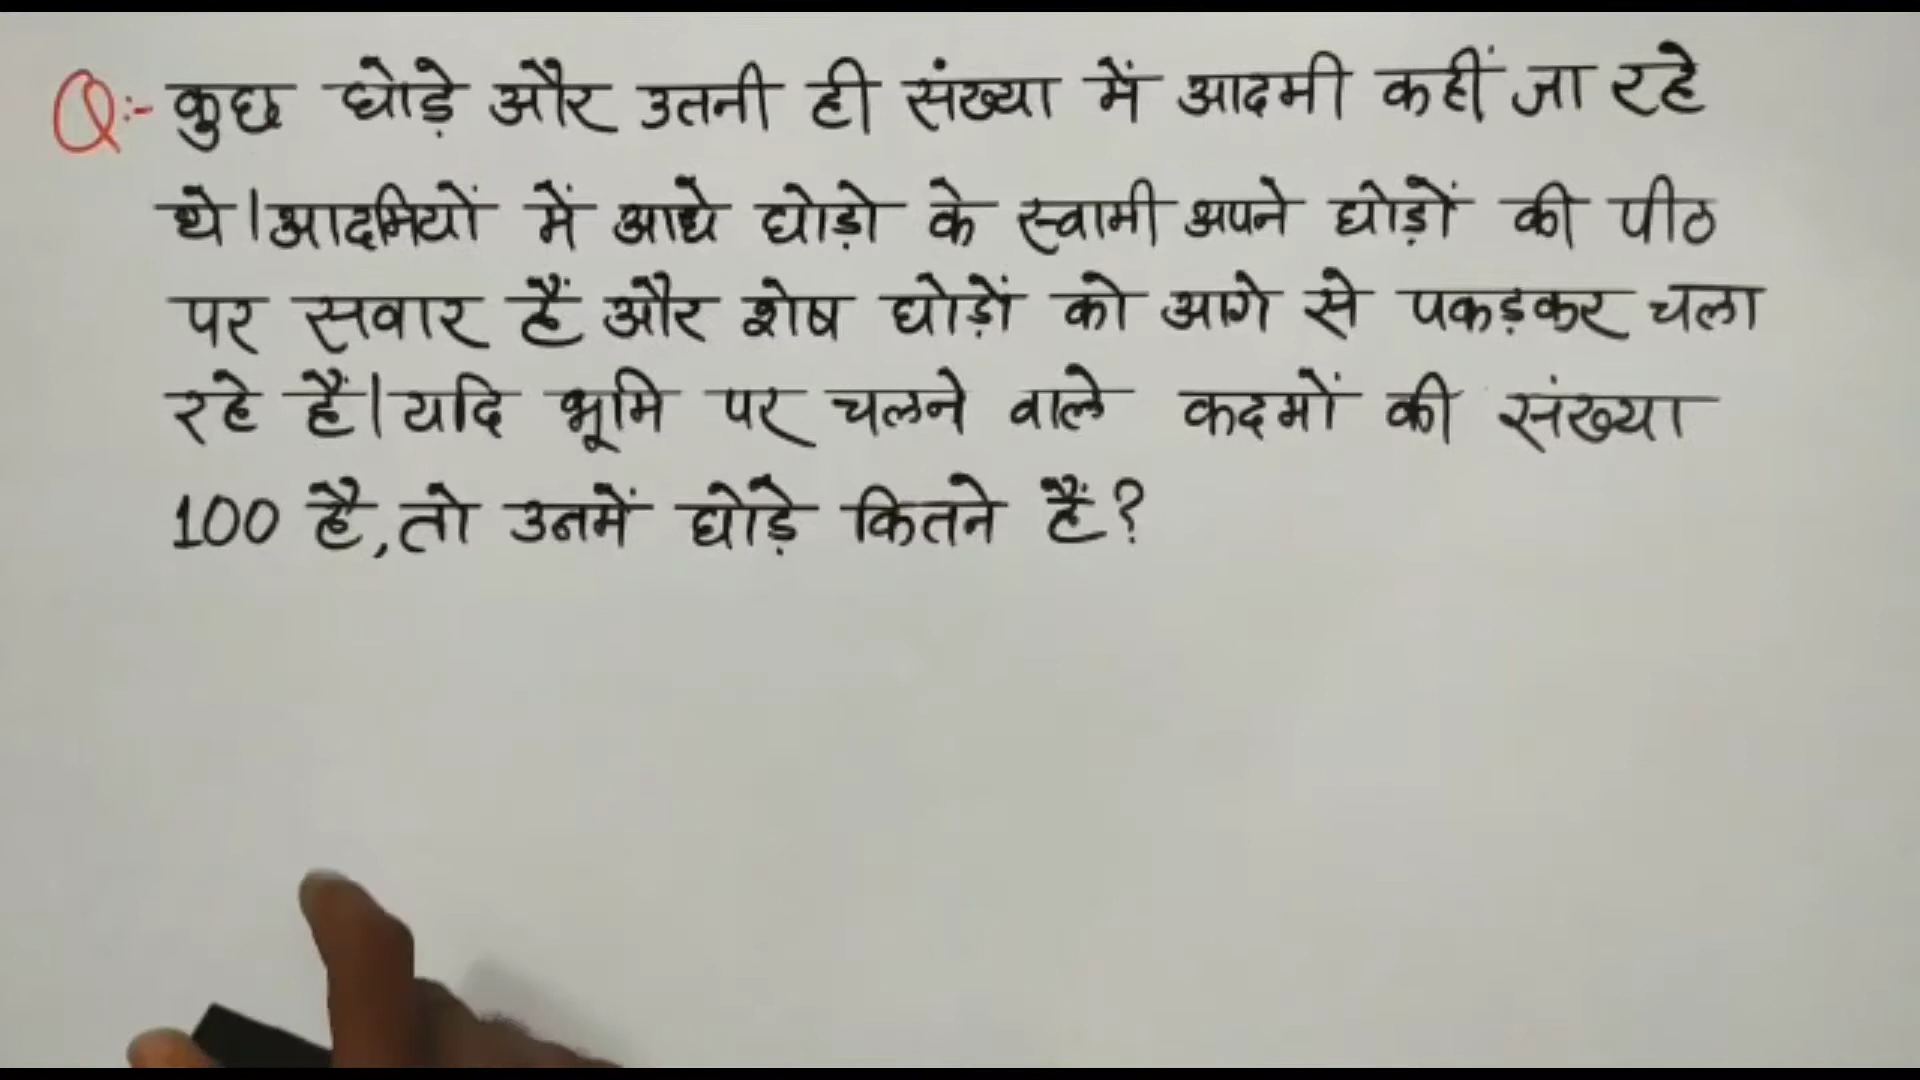 Q:- कुछ घोड़े और उतनी ही संख्या में आदमी कहीं जा रहे
थे। आदमियों में आधे घोड़ो के स्वामी अपने घोड़ों की पीठ
पर सवार हैं और शेष घोड़ों को आगे से पकड़कर चला
रहे हैं। यदि भूमि पर चलने वाले कदमों की संख्या
100 है, तो उनमें घोड़े कितने हैं?